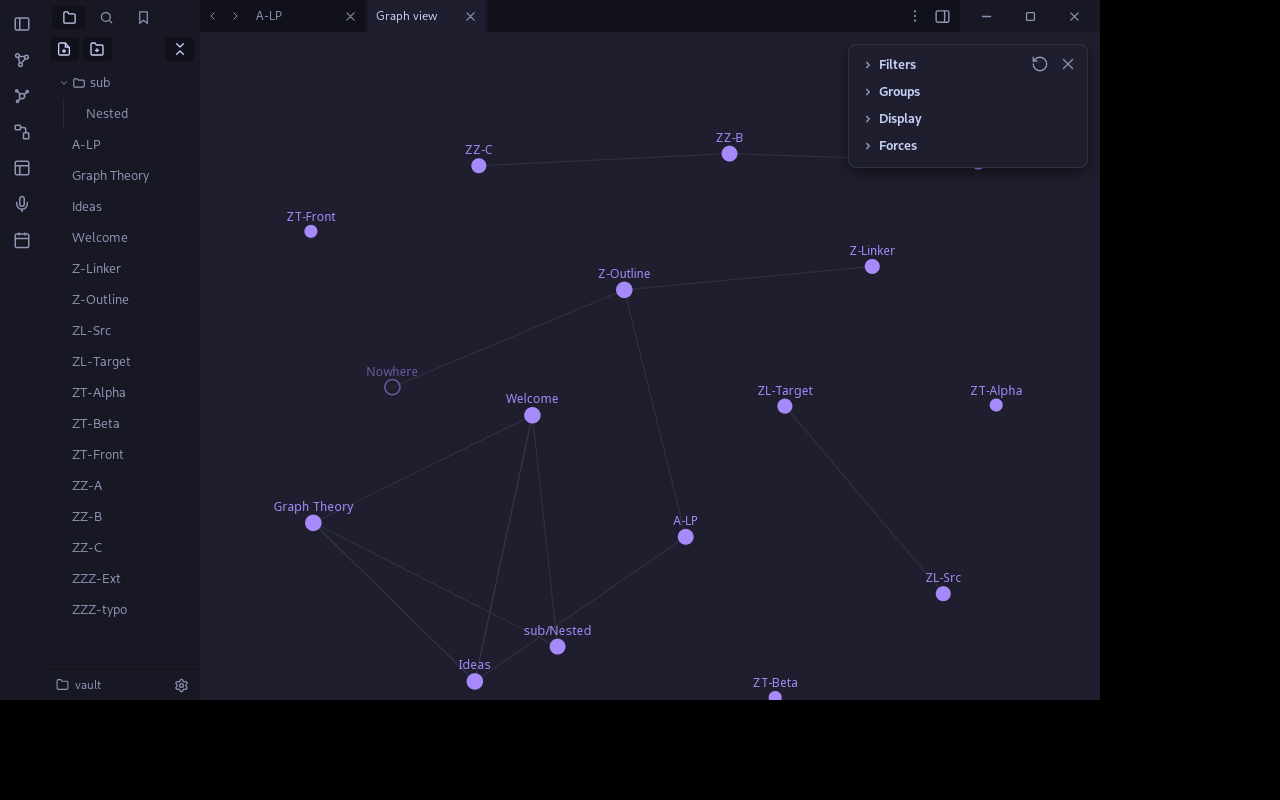 A-LP
Graph view
sub
Nested
A-LP
Graph Theory
Ideas
Welcome
Z-Linker
Z-Outline
ZL-Src
ZL-Target
ZT-Alpha
ZT-Beta
ZT-Front
ZZ-A
ZZ-B
ZZ-C
ZZZ-Ext
ZZZ-typo
vault
Filters
Groups
Display
Forces
ZZ-C
ZZ-B
ZT-Front
Z-Linker
Z-Outline
Nowhere
Welcome
ZL-Target
ZT-Alpha
Graph Theory
A-LP
ZL-Src
sub/Nested
Ideas
ZT-Beta